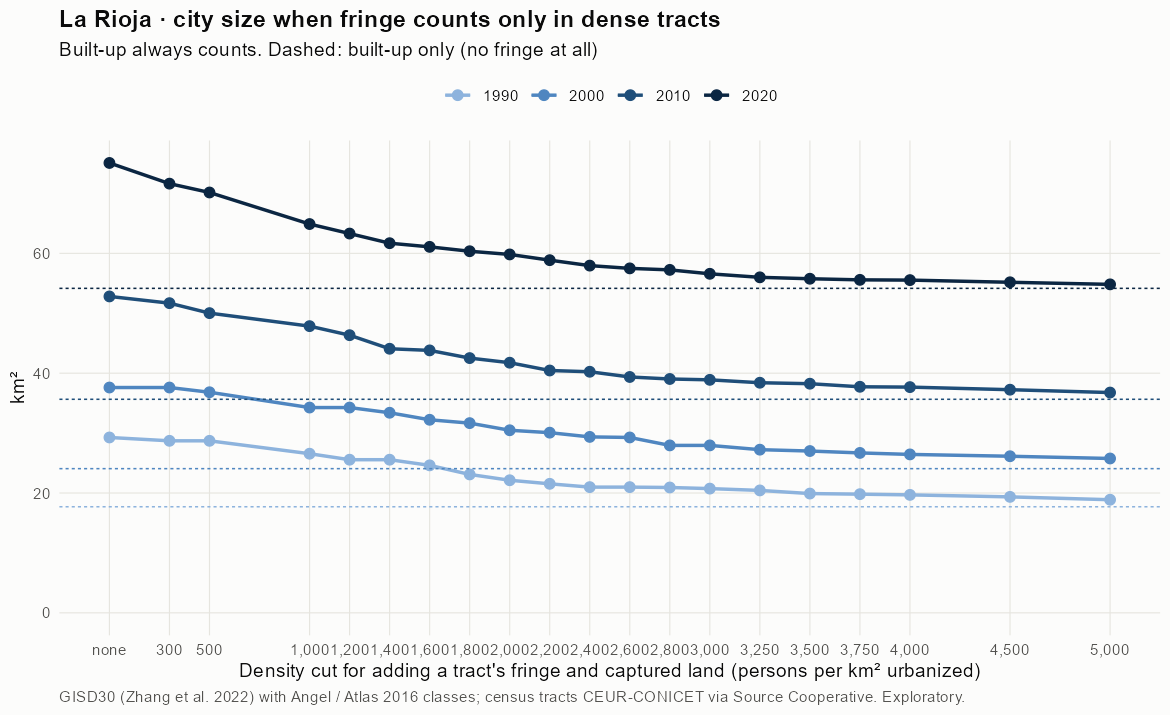 La Rioja · city size when fringe counts only in dense tracts
Built-up always counts. Dashed: built-up only (no fringe at all)
1990 2000 2010 2020
km²
60
40
20
0
none 300 500 1,000 1,200 1,400 1,600 1,800 2,000 2,200 2,400 2,600 2,800 3,000 3,250 3,500 3,750 4,000 4,500 5,000
Density cut for adding a tract's fringe and captured land (persons per km² urbanized)
GISD30 (Zhang et al. 2022) with Angel / Atlas 2016 classes; census tracts CEUR-CONICET via Source Cooperative. Exploratory.